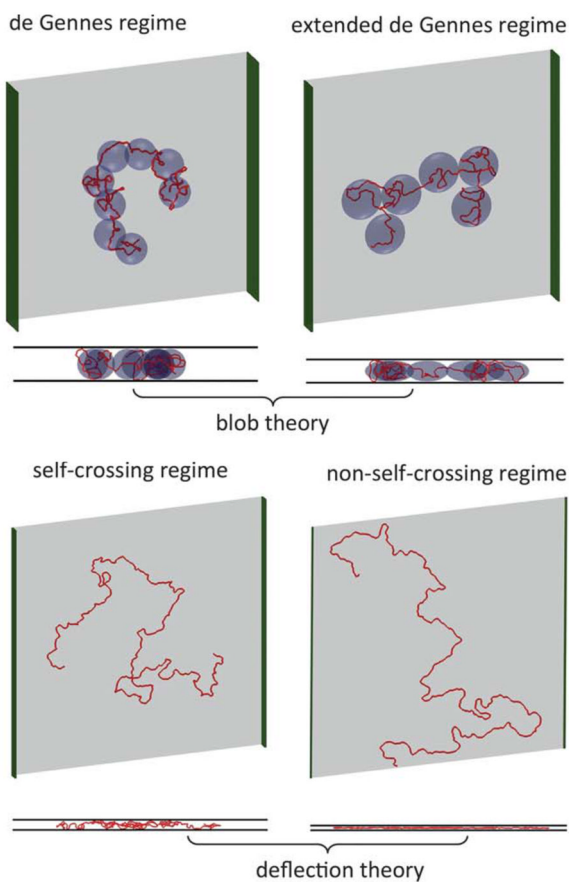 de Gennes regime
extended de Gennes regime
blob theory
self-crossing regime
non-self-crossing regime
deflection theory